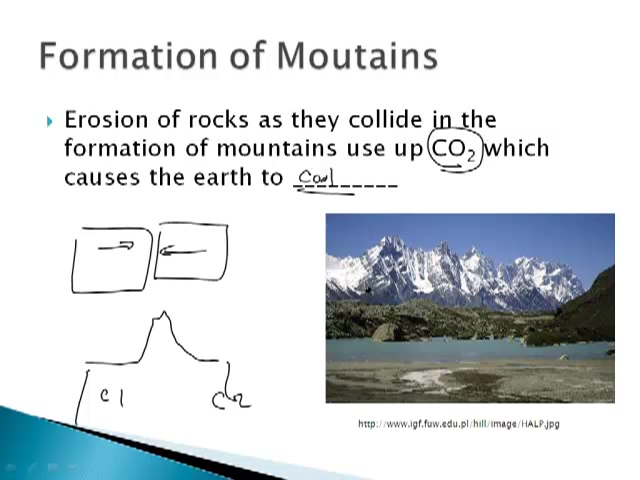 Formation of Moutains
Erosion of rocks as they collide in the
formation of mountains use up CO₂ which
causes the earth to cool
c1
c2
http://www.igf.fuw.edu.pl/hill/image/HALP.jpg